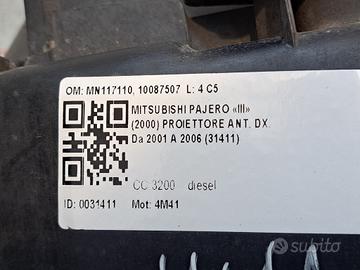 OM: MN117110, 10087507 L: 4 C5
MITSUBISHI PAJERO «III»
(2000) PROIETTORE ANT. DX.
Da 2001 A 2006 (31411)
CC 3200 diesel
ID: 0031411 Mot: 4M41
subito